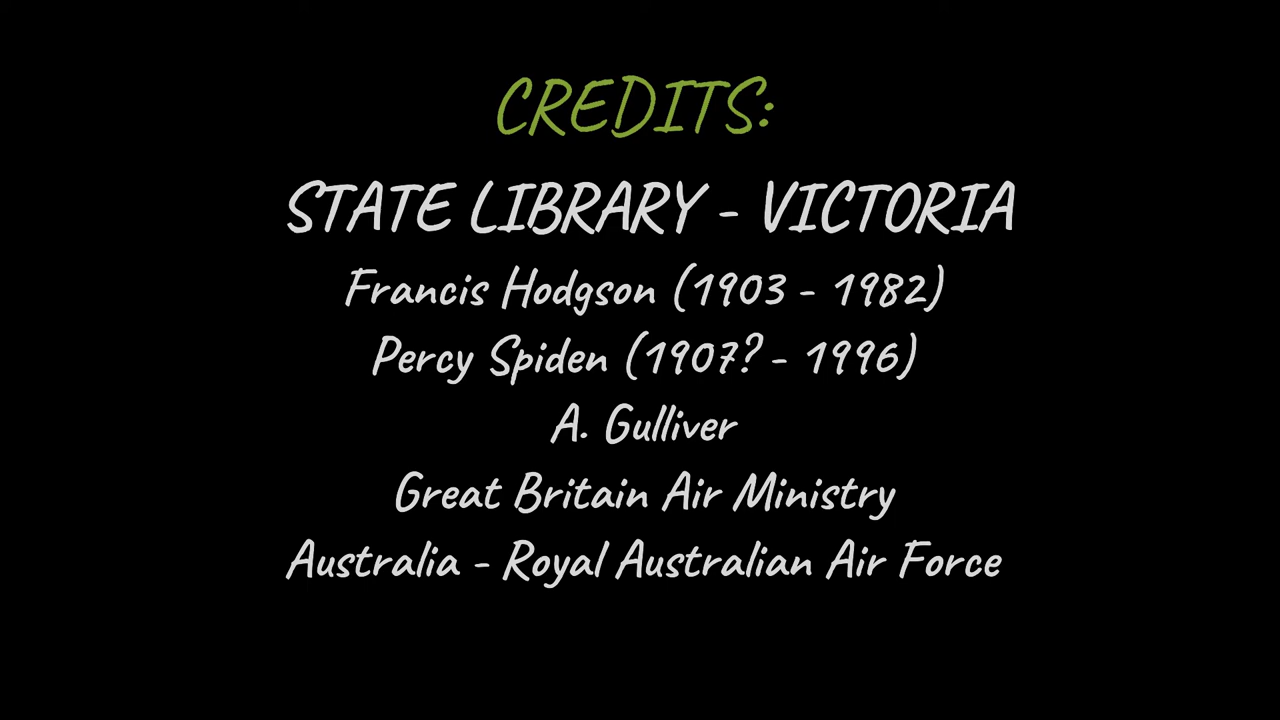 CREDITS:
STATE LIBRARY - VICTORIA
Francis Hodgson (1903 - 1982)
Percy Spiden (1907? - 1996)
A. Gulliver
Great Britain Air Ministry
Australia - Royal Australian Air Force